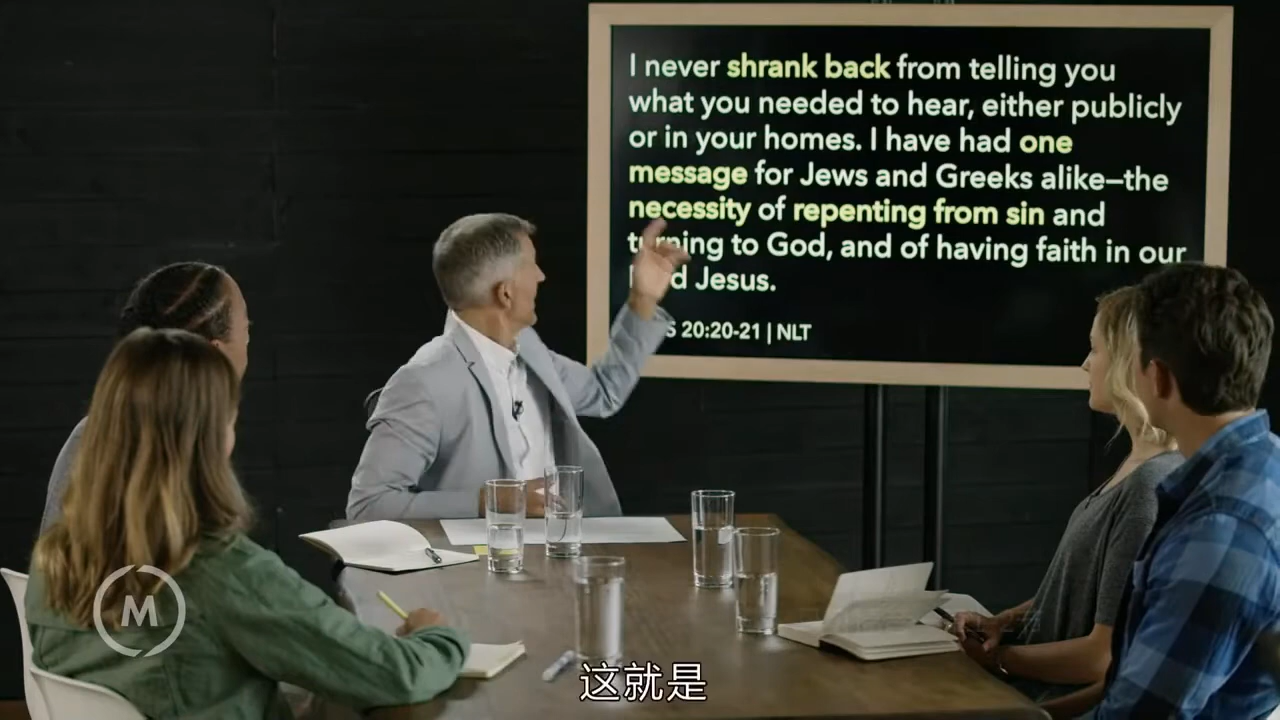 I never shrank back from telling you
what you needed to hear, either publicly
or in your homes. I have had one
message for Jews and Greeks alike—the
necessity of repenting from sin and
turning to God, and of having faith in our
Jesus.
20:20-21 | NLT
M
这就是